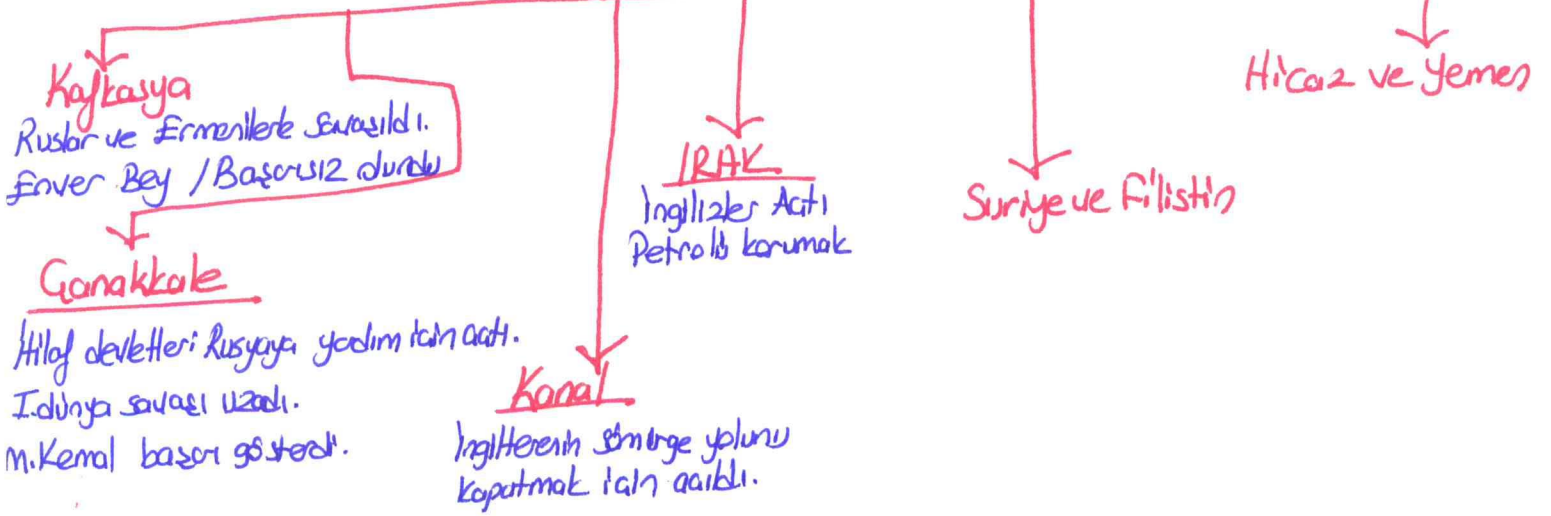 Kafkasya
Ruslar ve Ermenilerle Savaşıldı.
Enver Bey / Başarısız durdu
Çanakkale
İtilaf devletleri Rusyaya yardım için açtı.
I.dünya savaşı uzadı.
M.Kemal başarı gösterdi.
Kanal
İngilterenin sömürge yolunu
kapatmak için açıldı.
IRAK
İngilizler Açtı
Petrolü korumak
Suriye ve Filistin
Hicaz ve Yemen